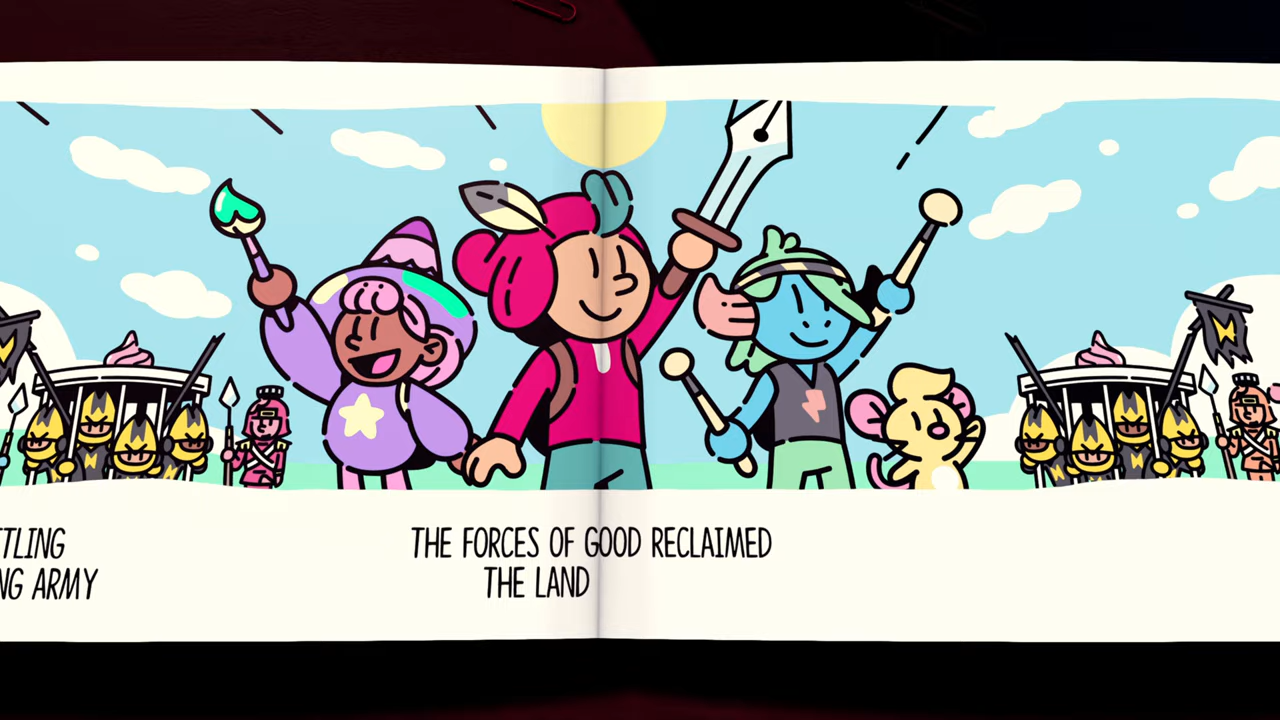 TLING
NG ARMY
THE FORCES OF GOOD RECLAIMED
THE LAND